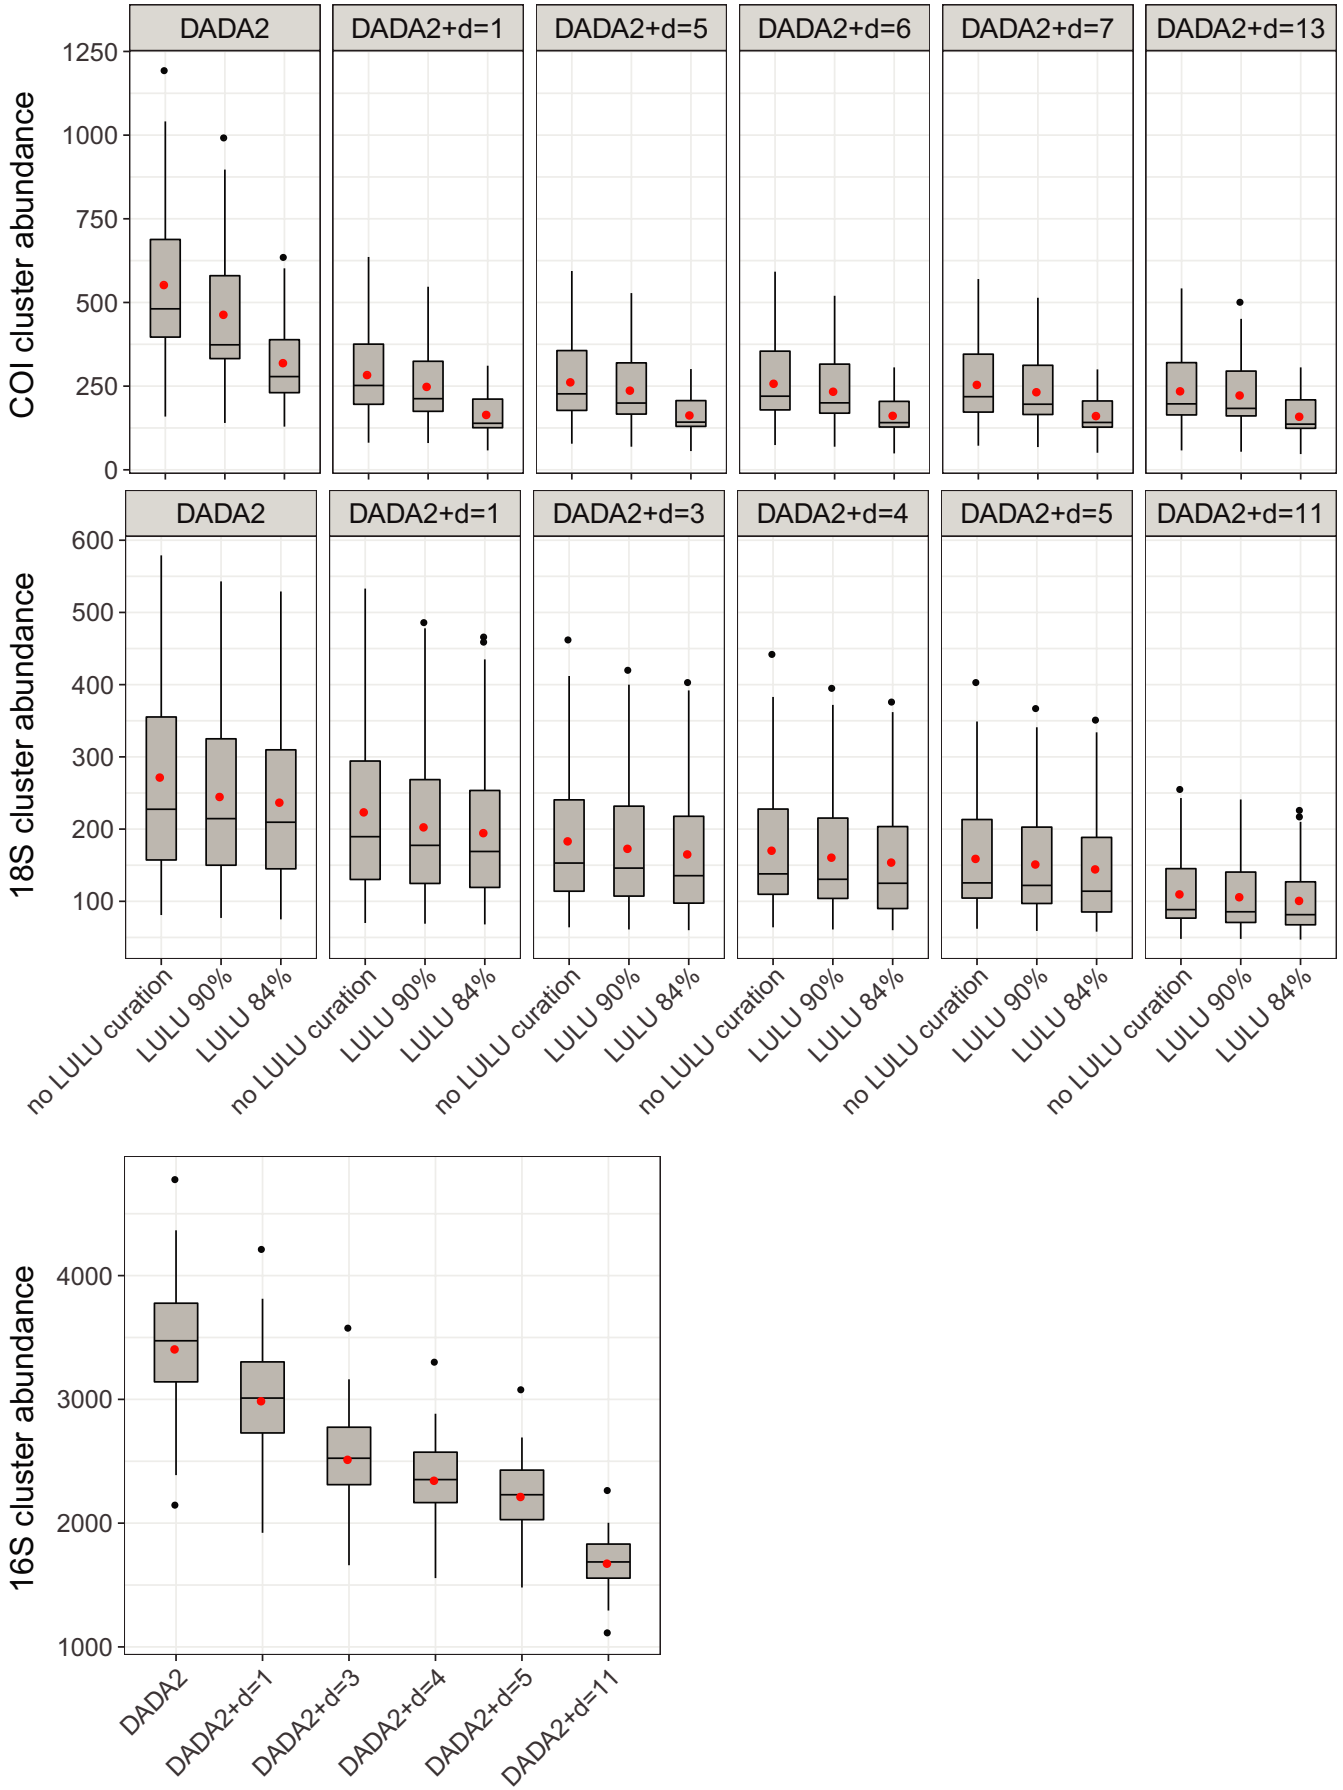 DADA2 DADA2+d=1 DADA2+d=5 DADA2+d=6 DADA2+d=7 DADA2+d=13
COI cluster abundance
1250
1000
750
500
250
0
DADA2 DADA2+d=1 DADA2+d=3 DADA2+d=4 DADA2+d=5 DADA2+d=11
18S cluster abundance
600
500
400
300
200
100
no LULU curation LULU 90% LULU 84% no LULU curation LULU 90% LULU 84% no LULU curation LULU 90% LULU 84% no LULU curation LULU 90% LULU 84% no LULU curation LULU 90% LULU 84% no LULU curation LULU 90% LULU 84%
16S cluster abundance
4000
3000
2000
1000
DADA2 DADA2+d=1 DADA2+d=3 DADA2+d=4 DADA2+d=5 DADA2+d=11